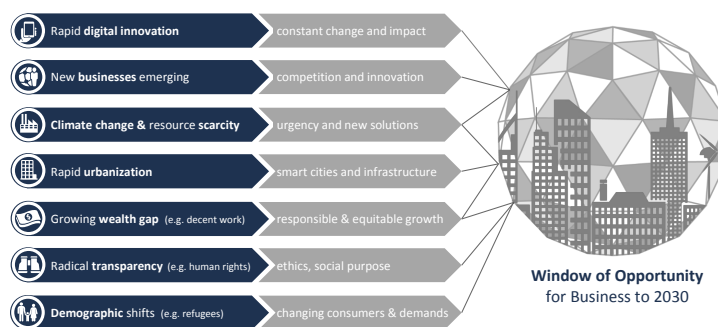 Rapid digital innovation
constant change and impact
New businesses emerging
competition and innovation
Climate change & resource scarcity
urgency and new solutions
Rapid urbanization
smart cities and infrastructure
Growing wealth gap (e.g. decent work)
responsible & equitable growth
Radical transparency (e.g. human rights)
ethics, social purpose
Demographic shifts (e.g. refugees)
changing consumers & demands
Window of Opportunity
for Business to 2030